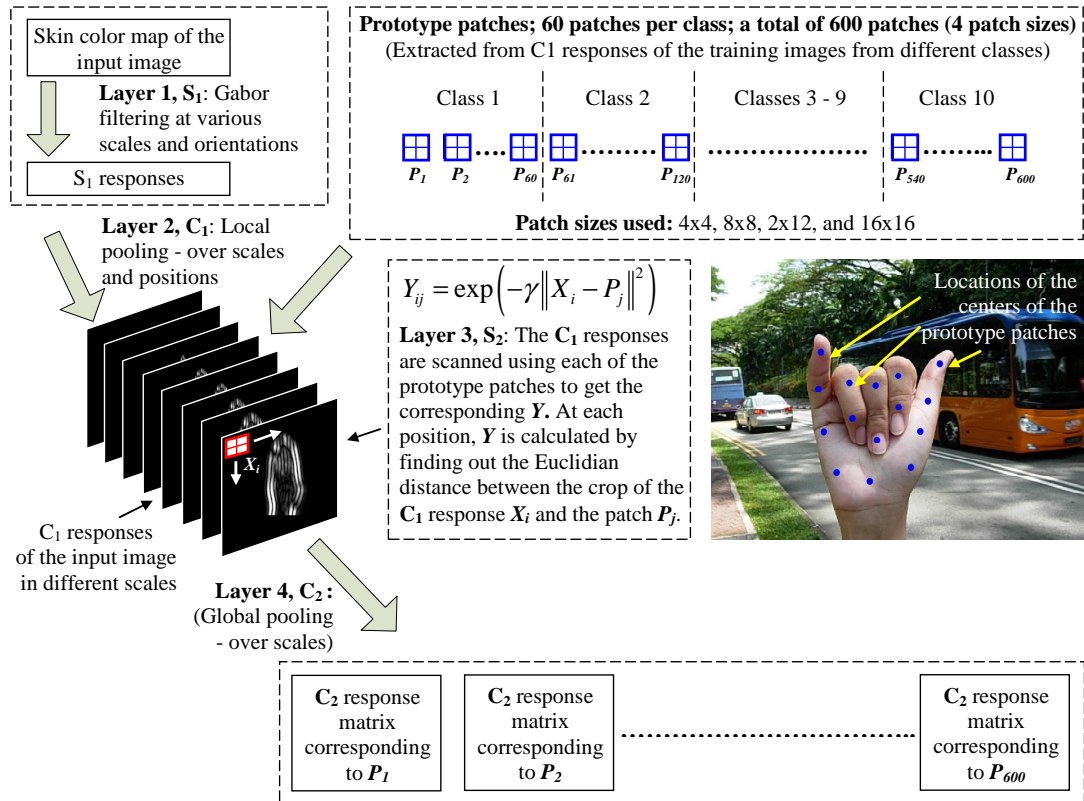 Skin color map of the
input image
Layer 1, S1: Gabor
filtering at various
scales and orientations
S1 responses
Prototype patches; 60 patches per class; a total of 600 patches (4 patch sizes)
(Extracted from C1 responses of the training images from different classes)
Class 1
Class 2
Classes 3 - 9
Class 10
P1
P2
P60
P61
P120
P540
P600
Patch sizes used: 4x4, 8x8, 2x12, and 16x16
Layer 2, C1: Local
pooling - over scales
and positions
Yij = exp(-γ||Xi - Pj||²)
Layer 3, S2: The C1 responses
are scanned using each of the
prototype patches to get the
corresponding Y. At each
position, Y is calculated by
finding out the Euclidian
distance between the crop of the
C1 response Xi and the patch Pj.
Locations of the
centers of the
prototype patches
Xi
C1 responses
of the input image
in different scales
Layer 4, C2:
(Global pooling
- over scales)
C2 response
matrix
corresponding
to P1
C2 response
matrix
corresponding
to P2
C2 response
matrix
corresponding
to P600